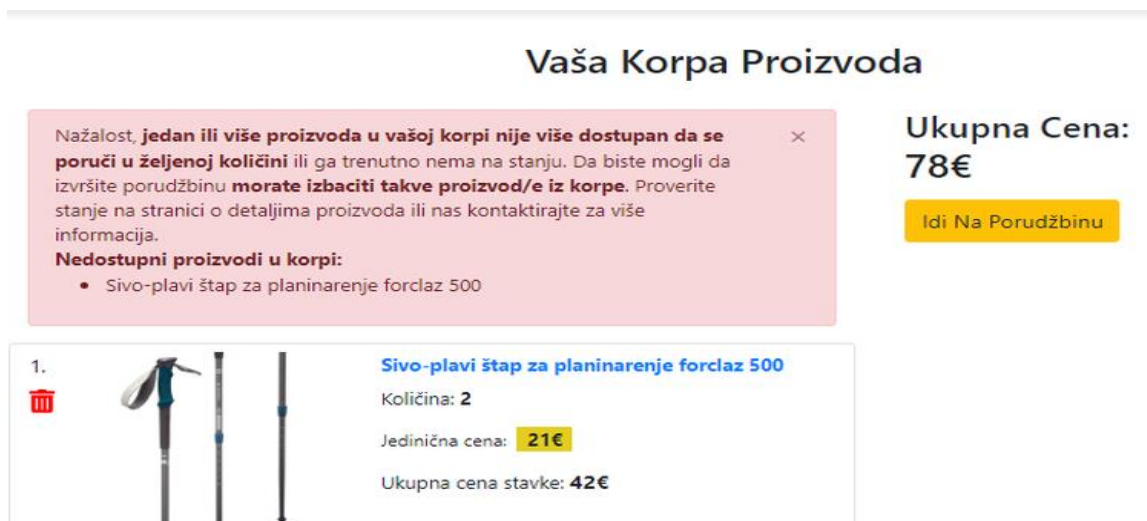 Vaša Korpa Proizvoda
Nažalost, jedan ili više proizvoda u vašoj korpi nije više dostupan da se
poruči u željenoj količini ili ga trenutno nema na stanju. Da biste mogli da
izvršite porudžbinu morate izbaciti takve proizvod/e iz korpe. Proverite
stanje na stranici o detaljima proizvoda ili nas kontaktirajte za više
informacija.
Nedostupni proizvodi u korpi:
• Sivo-plavi štap za planinarenje forclaz 500
×
Ukupna Cena:
78€
Idi Na Porudžbinu
1.
Sivo-plavi štap za planinarenje forclaz 500
Količina: 2
Jedinična cena: 21€
Ukupna cena stavke: 42€